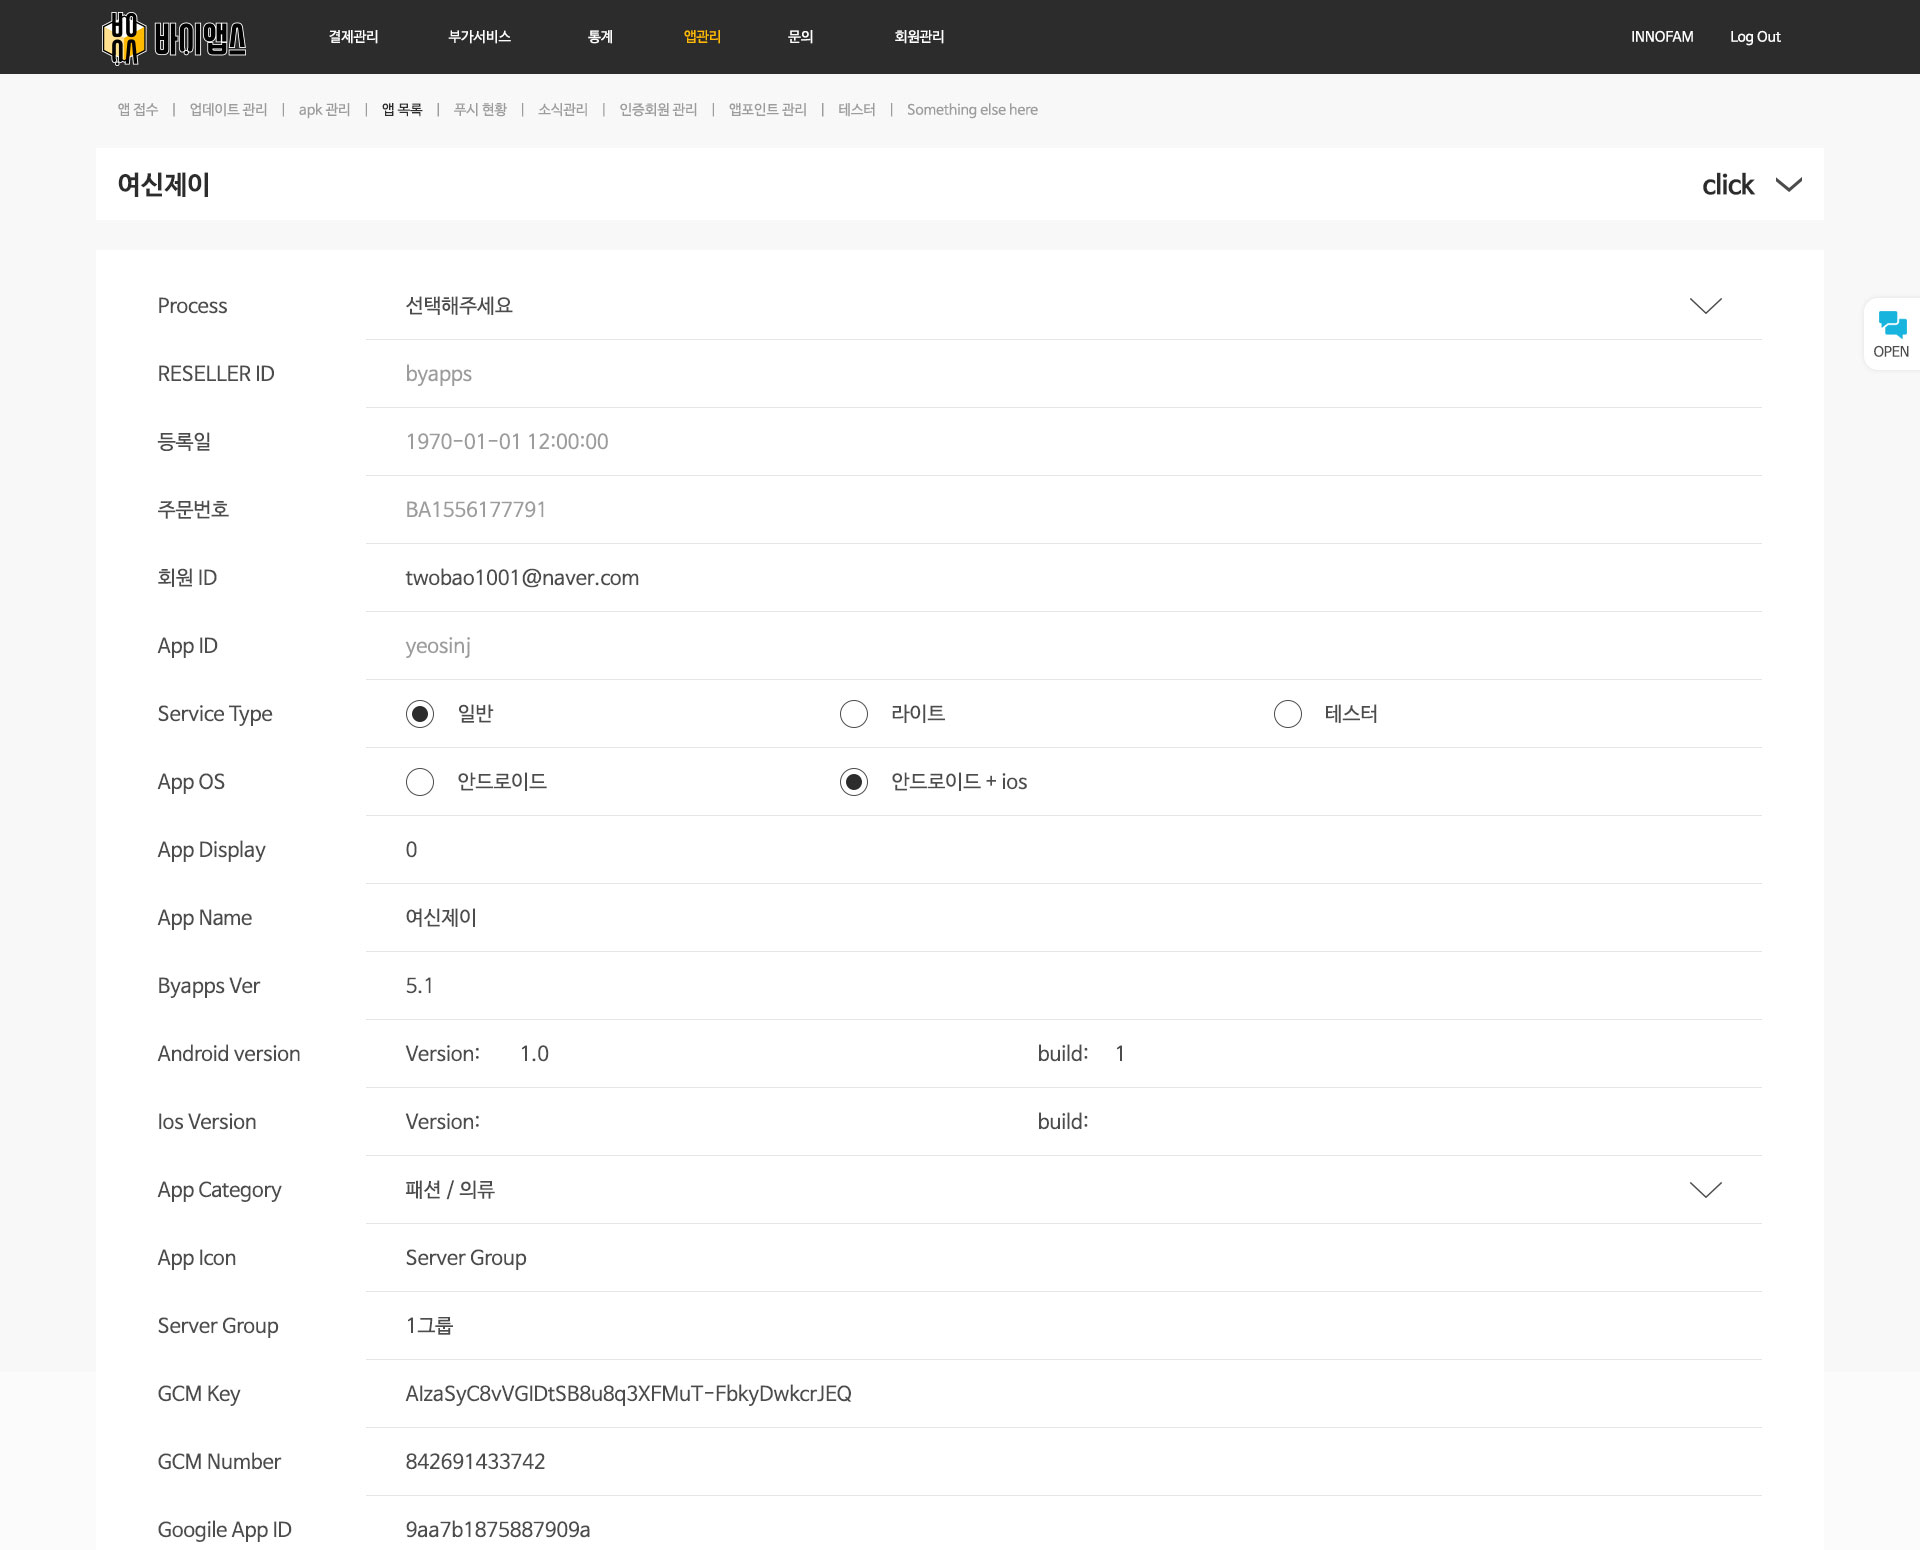 바이앱스 결제관리 부가서비스 통계 앱관리 문의 회원관리 INNOFAM Log Out
앱 접수 | 업데이트 관리 | apk 관리 | 앱 목록 | 푸시 현황 | 소식관리 | 인증회원 관리 | 앱포인트 관리 | 테스터 | Something else here
여신제이 click
Process 선택해주세요
OPEN
RESELLER ID byapps
등록일 1970-01-01 12:00:00
주문번호 BA1556177791
회원 ID twobao1001@naver.com
App ID yeosinj
Service Type 일반 라이트 테스터
App OS 안드로이드 안드로이드 + ios
App Display 0
App Name 여신제이
Byapps Ver 5.1
Android version Version: 1.0 build: 1
Ios Version Version: build:
App Category 패션 / 의류
App Icon Server Group
Server Group 1그룹
GCM Key AIzaSyC8vVGIDtSB8u8q3XFMuT-FbkyDwkcrJEQ
GCM Number 842691433742
Googile App ID 9aa7b1875887909a